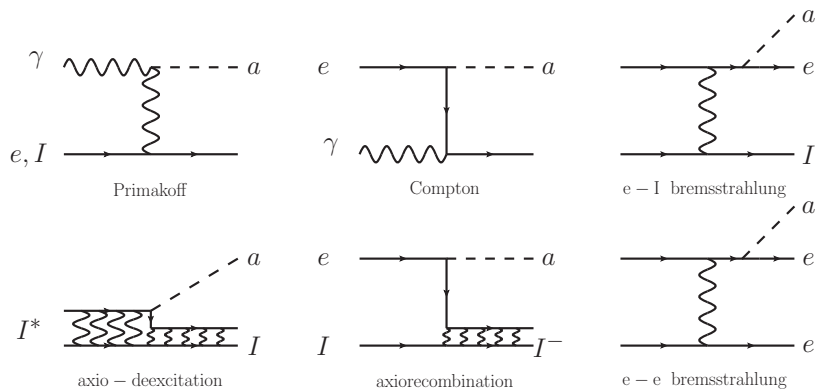 γ
a
e, I
Primakoff
e
a
γ
Compton
a
e
I
e − I bremsstrahlung
I*
a
I
axio − deexcitation
e
a
I
I⁻
axiorecombination
a
e
e
e − e bremsstrahlung